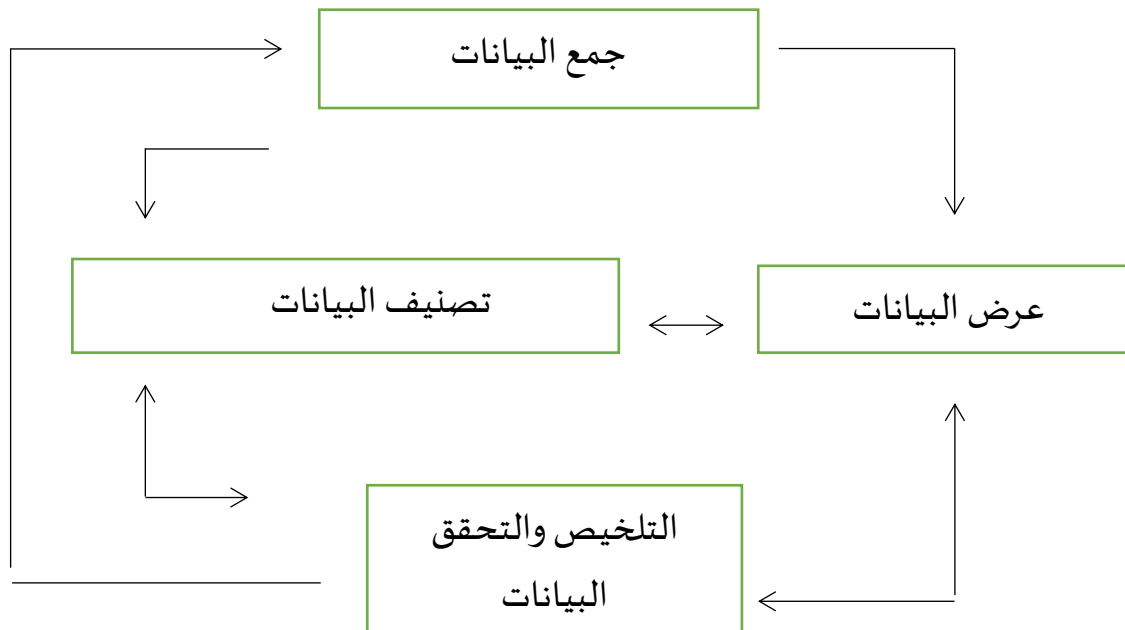 جمع البيانات
عرض البيانات
تصنيف البيانات
التلخيص والتحقق
البيانات